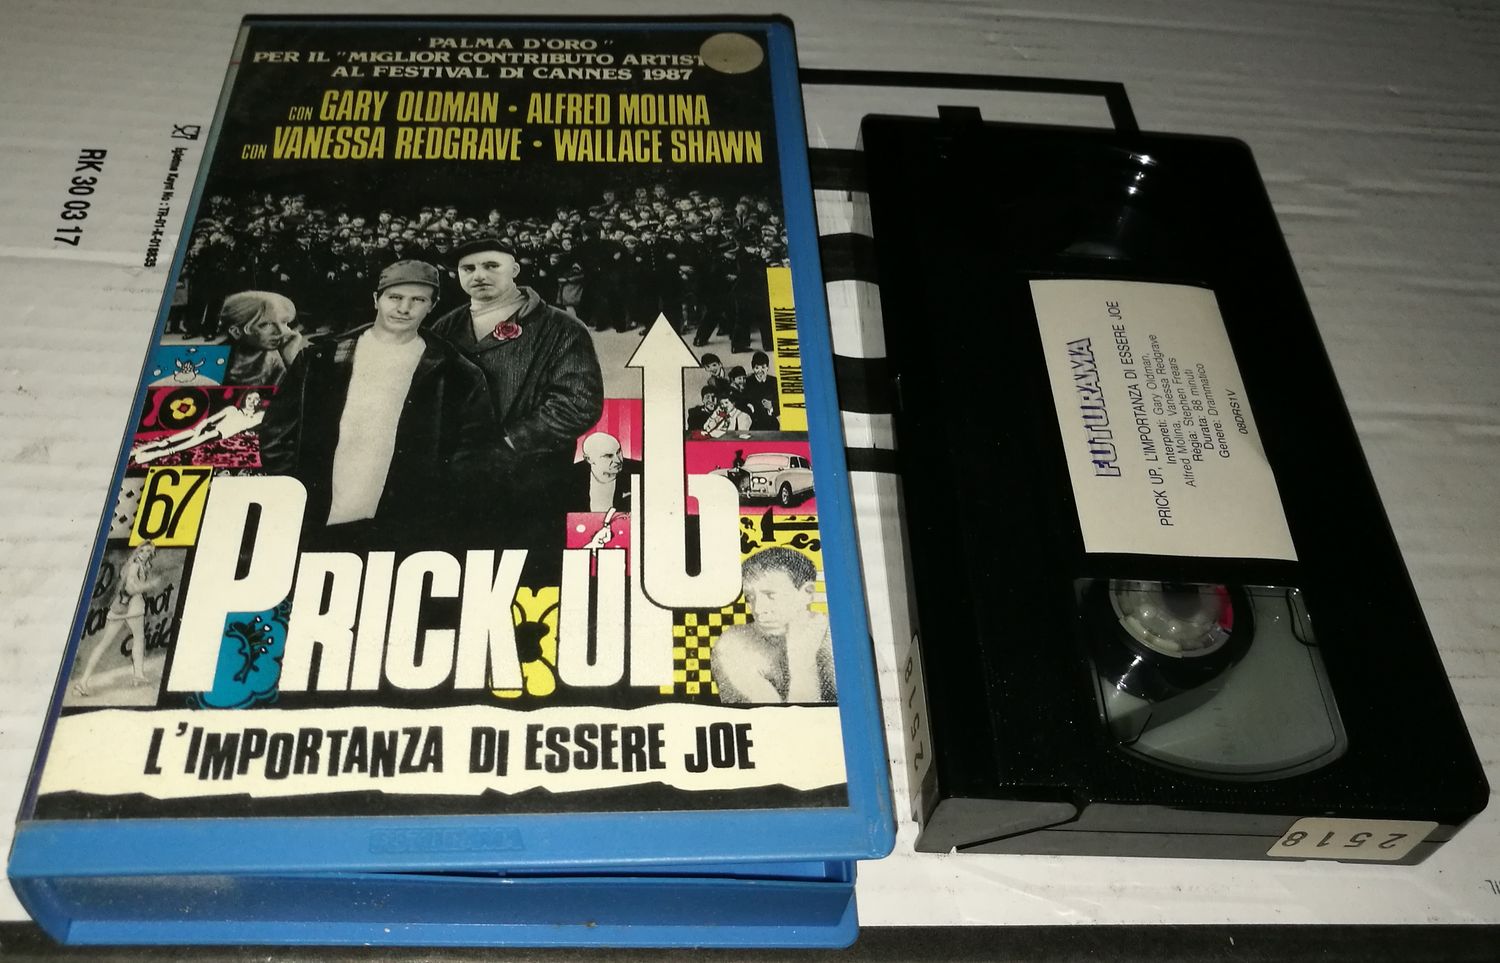 "PALMA D'ORO"
PER IL "MIGLIOR CONTRIBUTO ARTIST
AL FESTIVAL DI CANNES 1987
CON GARY OLDMAN • ALFRED MOLINA
CON VANESSA REDGRAVE • WALLACE SHAWN
A BRAVE NEW WAVE
67
PRICK UP
L'IMPORTANZA DI ESSERE JOE
RK 30 03 17
FUTURAMA
PRICK UP, L'IMPORTANZA DI ESSERE JOE
Interpreti: Gary Oldman,
Alfred Molina, Vanessa Redgrave
Regia: Stephen Frears
Durata: 88 minuti
Genere: Drammatico
08DRS1V
2518
2518